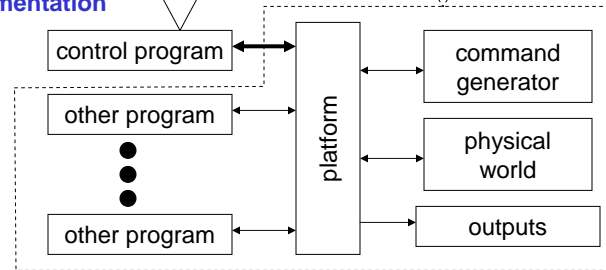 mentation
control program
other program
other program
platform
command
generator
physical
world
outputs